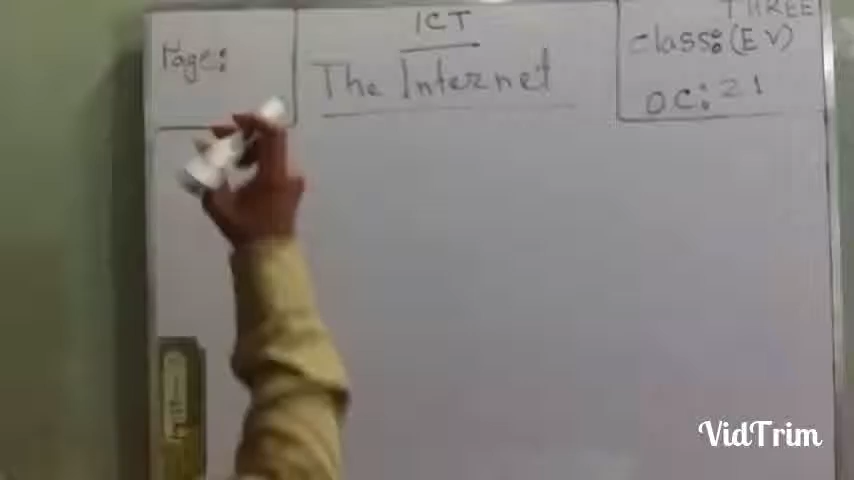 Page:
ICT
The Internet
THREE
Class: (EV)
OC: 21
VidTrim